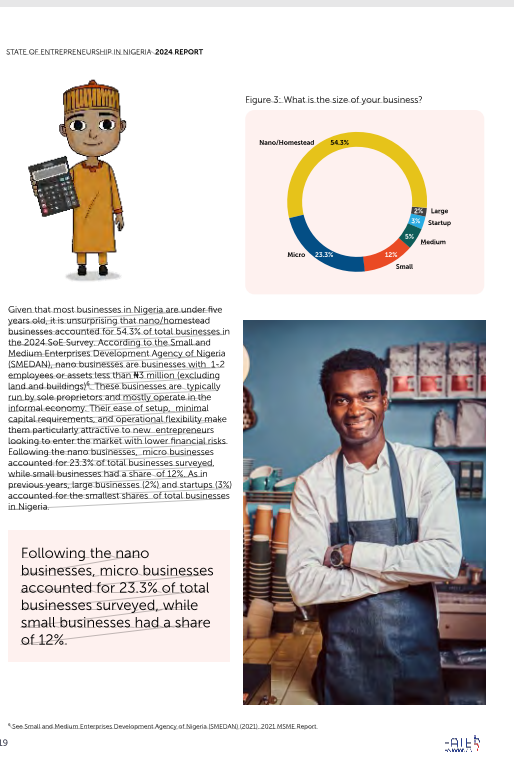 STATE OF ENTREPRENEURSHIP IN NIGERIA- 2024 REPORT
Figure 3: What is the size of your business?
Nano/Homestead 54.3%
2% Large
3% Startup
5% Medium
Micro 23.3%
12% Small
Given that most businesses in Nigeria are under five
years old, it is unsurprising that nano/homestead
businesses accounted for 54.3% of total businesses in
the 2024 SoE Survey. According to the Small and
Medium Enterprises Development Agency of Nigeria
(SMEDAN), nano businesses are businesses with 1-2
employees or assets less than ₦3 million (excluding
land and buildings)⁶. These businesses are typically
run by sole proprietors and mostly operate in the
informal economy. Their ease of setup, minimal
capital requirements, and operational flexibility make
them particularly attractive to new entrepreneurs
looking to enter the market with lower financial risks.
Following the nano businesses, micro businesses
accounted for 23.3% of total businesses surveyed,
while small businesses had a share of 12%. As in
previous years, large businesses (2%) and startups (3%)
accounted for the smallest shares of total businesses
in Nigeria.
Following the nano
businesses, micro businesses
accounted for 23.3% of total
businesses surveyed, while
small businesses had a share
of 12%.
⁶ See Small and Medium Enterprises Development Agency of Nigeria (SMEDAN) (2021). 2021 MSME Report.
19